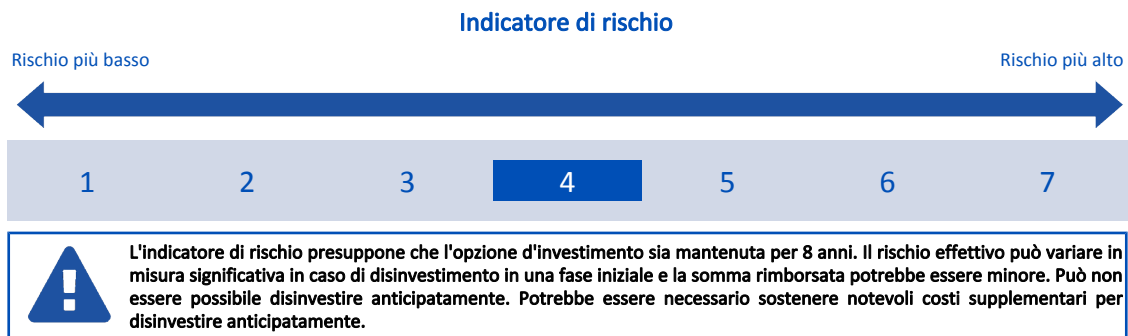 Indicatore di rischio
Rischio più basso
Rischio più alto
1 2 3 4 5 6 7
L'indicatore di rischio presuppone che l'opzione d'investimento sia mantenuta per 8 anni. Il rischio effettivo può variare in
misura significativa in caso di disinvestimento in una fase iniziale e la somma rimborsata potrebbe essere minore. Può non
essere possibile disinvestire anticipatamente. Potrebbe essere necessario sostenere notevoli costi supplementari per
disinvestire anticipatamente.